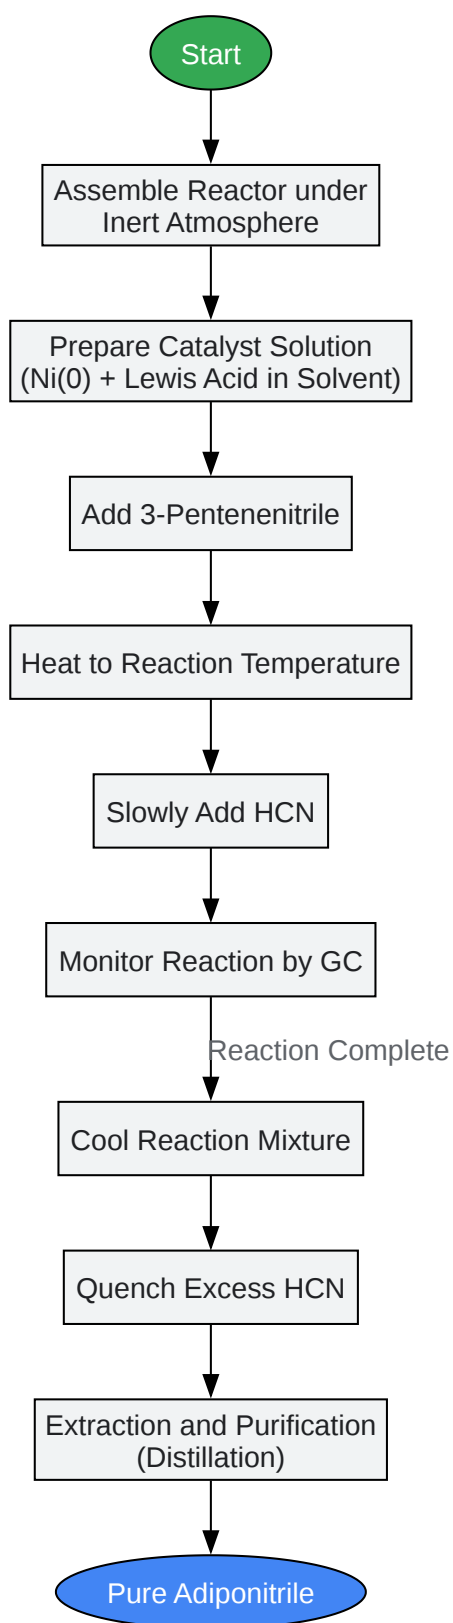 Start
Assemble Reactor under
Inert Atmosphere
Prepare Catalyst Solution
(Ni(0) + Lewis Acid in Solvent)
Add 3-Pentenenitrile
Heat to Reaction Temperature
Slowly Add HCN
Monitor Reaction by GC
Reaction Complete
Cool Reaction Mixture
Quench Excess HCN
Extraction and Purification
(Distillation)
Pure Adiponitrile